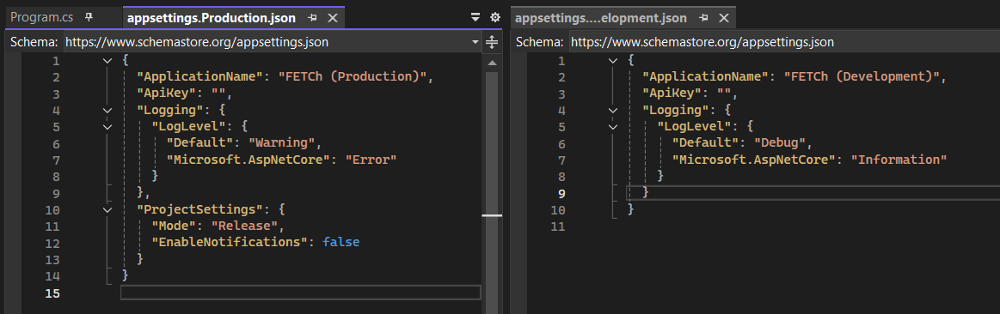 Program.cs
appsettings.Production.json
Schema: https://www.schemastore.org/appsettings.json
1 {
2 "ApplicationName": "FETCh (Production)",
3 "ApiKey": "",
4 "Logging": {
5 "LogLevel": {
6 "Default": "Warning",
7 "Microsoft.AspNetCore": "Error"
8 }
9 },
10 "ProjectSettings": {
11 "Mode": "Release",
12 "EnableNotifications": false
13 }
14 }
15
appsettings....elopment.json
Schema: https://www.schemastore.org/appsettings.json
1 {
2 "ApplicationName": "FETCh (Development)",
3 "ApiKey": "",
4 "Logging": {
5 "LogLevel": {
6 "Default": "Debug",
7 "Microsoft.AspNetCore": "Information"
8 }
9 }
10 }
11